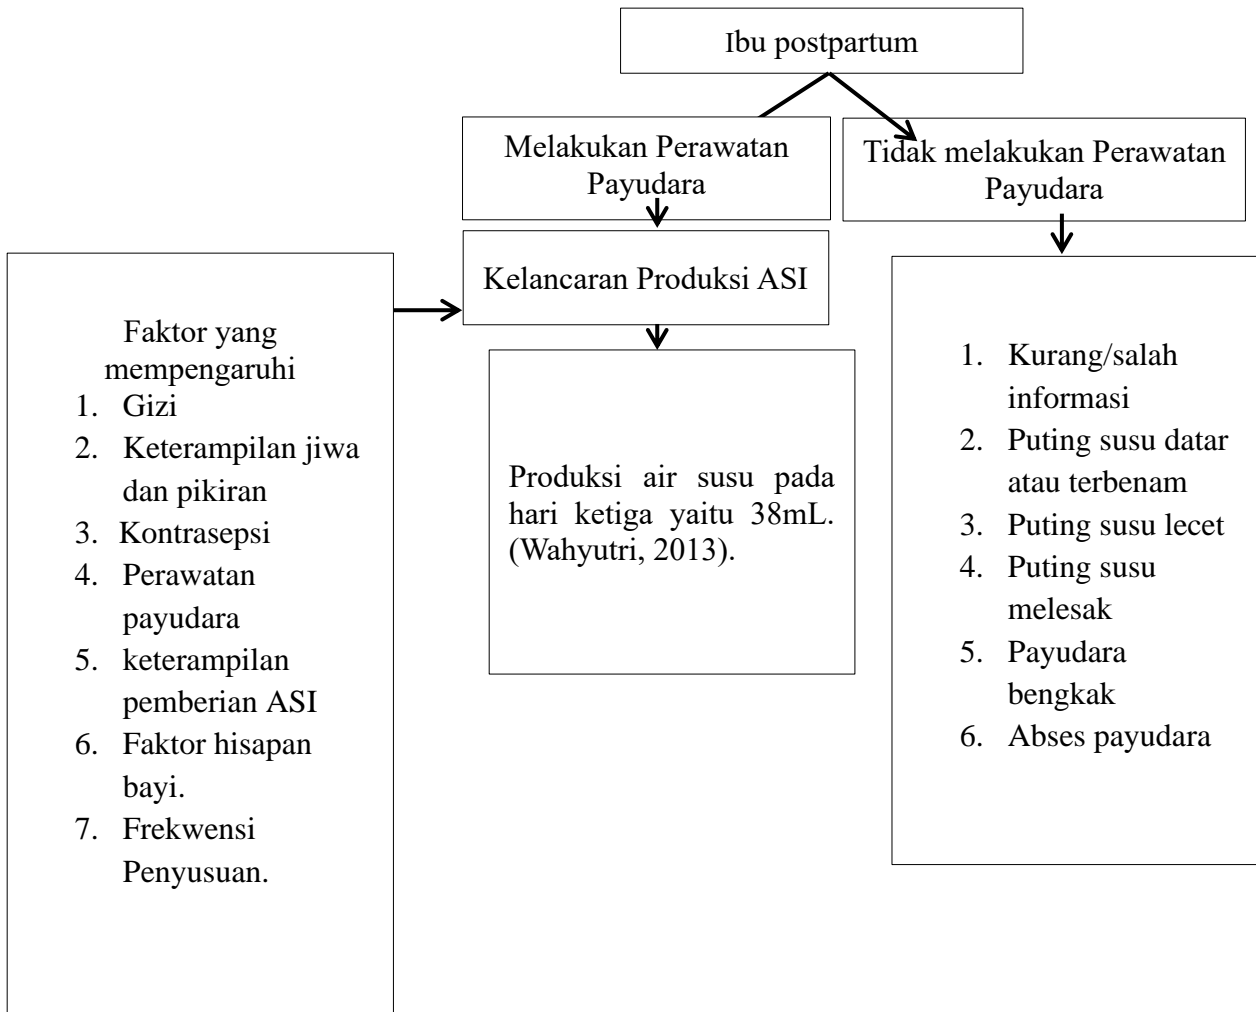 Ibu postpartum
Melakukan Perawatan
Payudara
Tidak melakukan Perawatan
Payudara
Kelancaran Produksi ASI
Faktor yang
mempengaruhi
1. Gizi
2. Keterampilan jiwa
dan pikiran
3. Kontrasepsi
4. Perawatan
payudara
5. keterampilan
pemberian ASI
6. Faktor hisapan
bayi.
7. Frekwensi
Penyusuan.
Produksi air susu pada
hari ketiga yaitu 38mL.
(Wahyutri, 2013).
1. Kurang/salah
informasi
2. Puting susu datar
atau terbenam
3. Puting susu lecet
4. Puting susu
melesak
5. Payudara
bengkak
6. Abses payudara